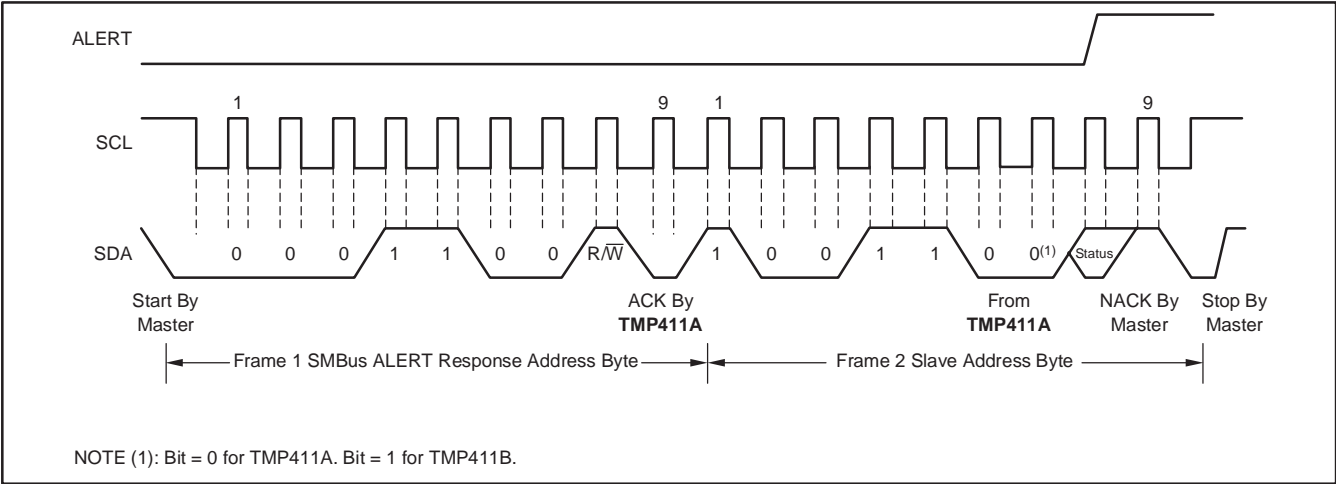 ALERT
1 9 1 9
SCL
SDA 0 0 0 1 1 0 0 R/W̅ 1 0 0 1 1 0 0(1) Status
Start By Master
ACK By TMP411A
From TMP411A
NACK By Master
Stop By Master
Frame 1 SMBus ALERT Response Address Byte
Frame 2 Slave Address Byte
NOTE (1): Bit = 0 for TMP411A. Bit = 1 for TMP411B.